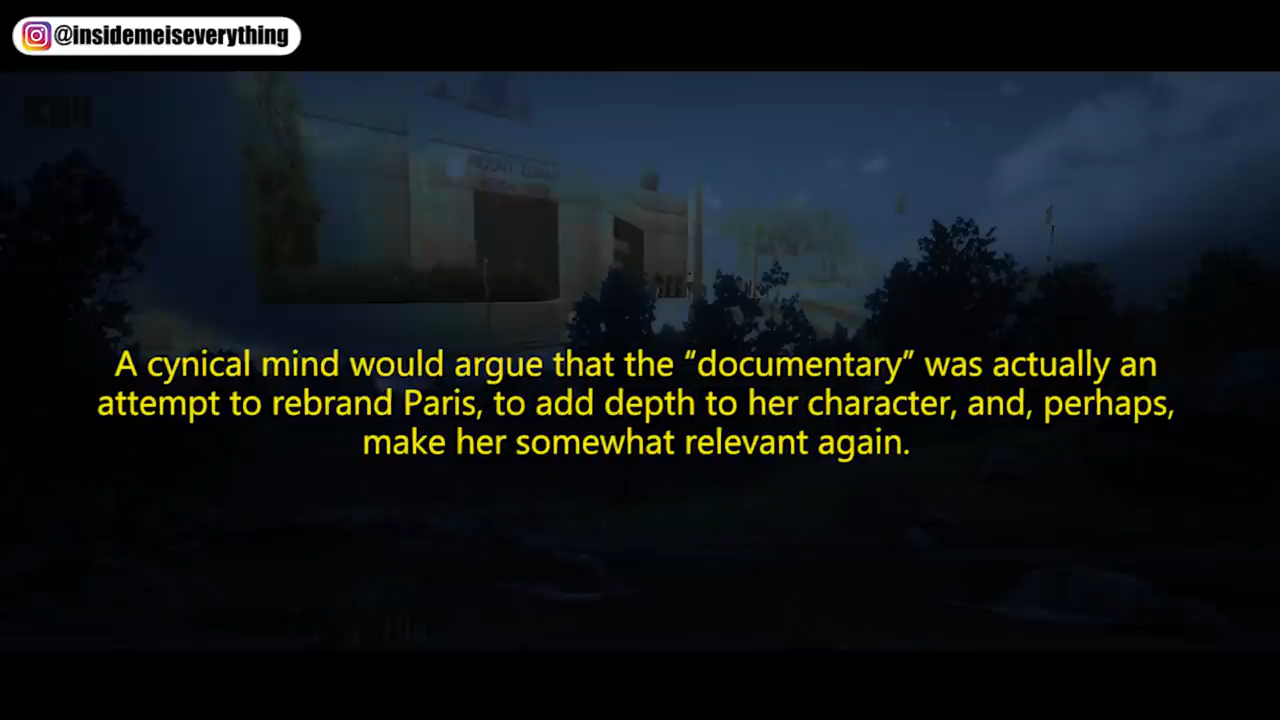 @insidemeiseverything
A cynical mind would argue that the “documentary” was actually an
attempt to rebrand Paris, to add depth to her character, and, perhaps,
make her somewhat relevant again.